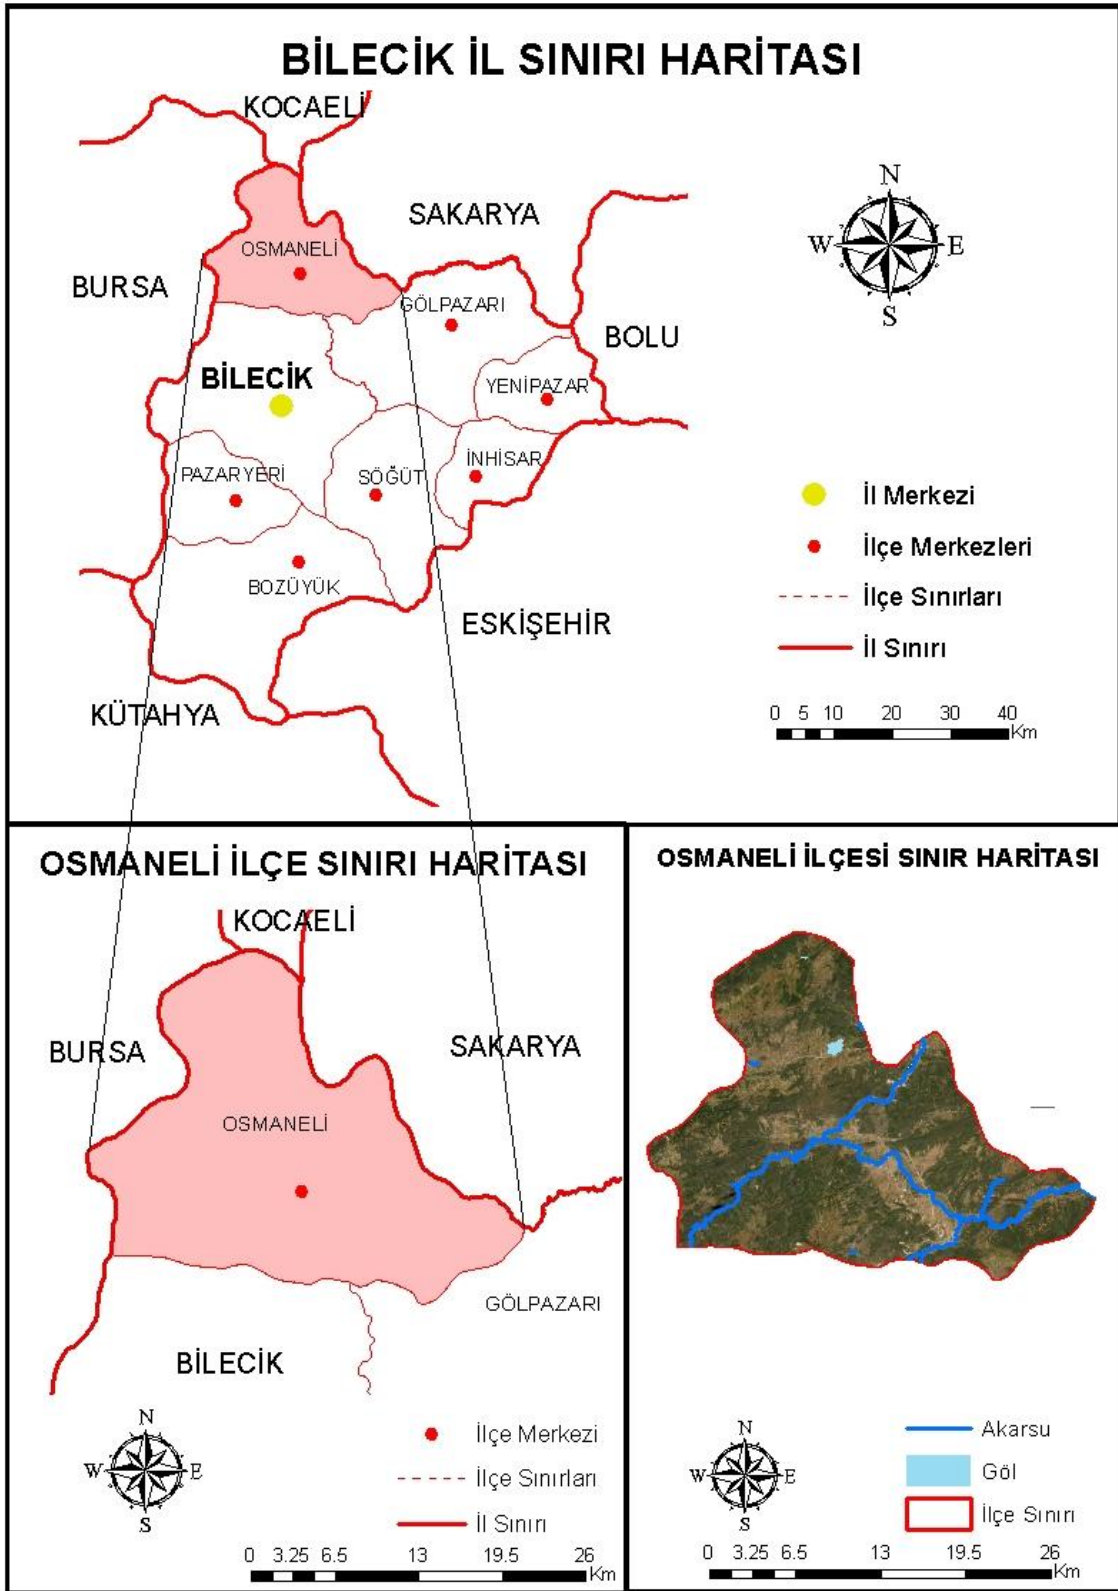 BİLECİK İL SINIRI HARİTASI
KOCAELİ
SAKARYA
OSMANELİ
BURSA
GÖLPAZARI
BOLU
BİLECİK
YENİPAZAR
PAZARYERİ
SÖĞÜT
İNHİSAR
BOZÜYÜK
ESKİŞEHİR
KÜTAHYA
N
W E
S
İl Merkezi
İlçe Merkezleri
İlçe Sınırları
İl Sınırı
0 5 10 20 30 40
Km
OSMANELİ İLÇE SINIRI HARİTASI
KOCAELİ
BURSA
SAKARYA
OSMANELİ
GÖLPAZARI
BİLECİK
N
W E
S
İlçe Merkezi
İlçe Sınırları
İl Sınırı
0 3.25 6.5 13 19.5 26
Km
OSMANELİ İLÇESİ SINIR HARİTASI
N
W E
S
Akarsu
Göl
İlçe Sınırı
0 3.25 6.5 13 19.5 26
Km